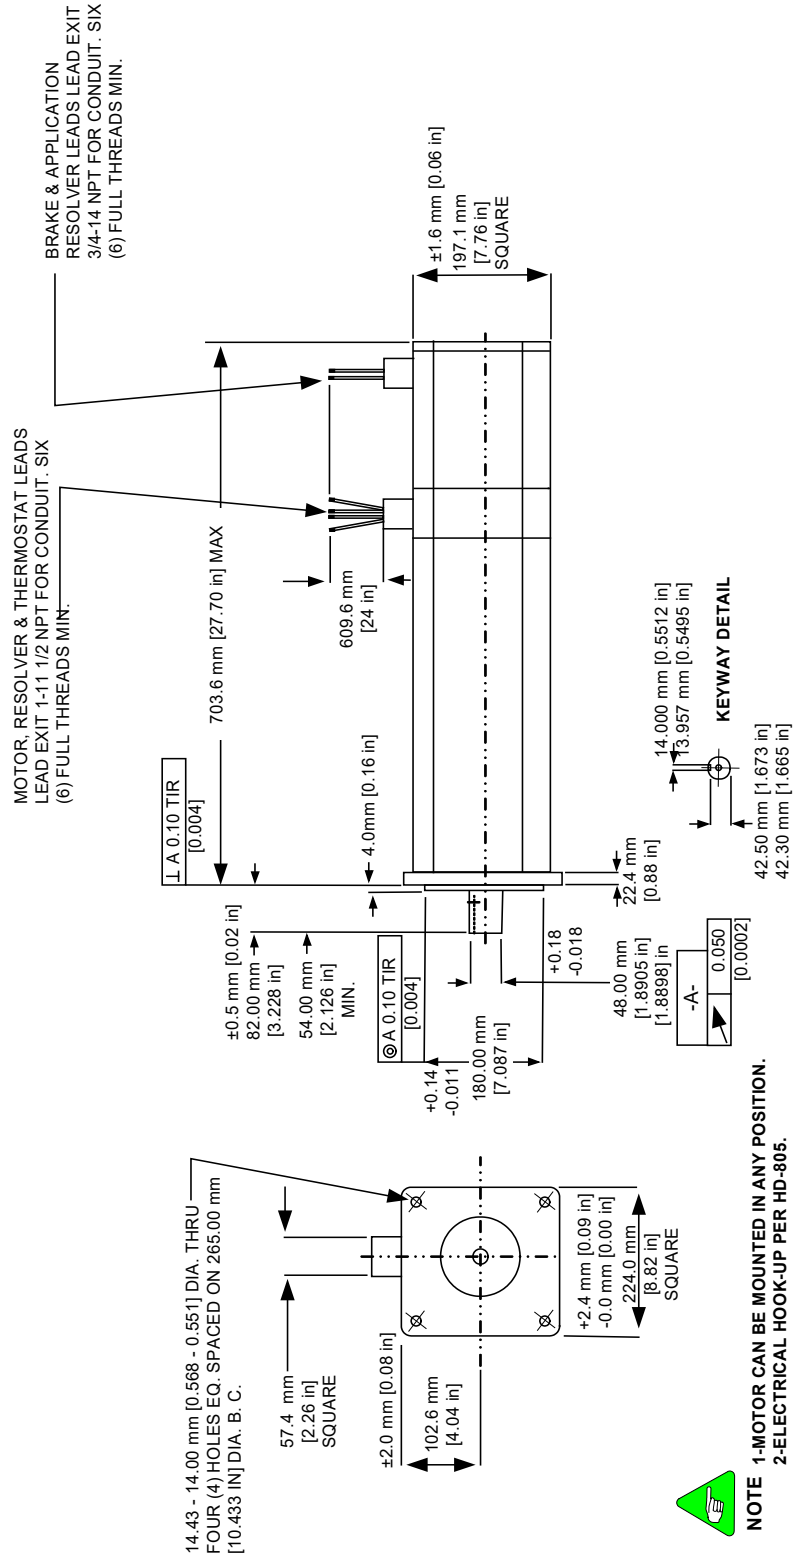 14.43 - 14.00 mm [0.568 - 0.551] DIA. THRU
FOUR (4) HOLES EQ. SPACED ON 265.00 mm
[10.433 IN] DIA. B. C.
57.4 mm
[2.26 in]
SQUARE
±2.0 mm [0.08 in]
102.6 mm
[4.04 in]
+2.4 mm [0.09 in]
-0.0 mm [0.00 in]
224.0 mm
[8.82 in]
SQUARE
MOTOR, RESOLVER & THERMOSTAT LEADS
LEAD EXIT 1-11 1/2 NPT FOR CONDUIT. SIX
(6) FULL THREADS MIN.
BRAKE & APPLICATION
RESOLVER LEADS LEAD EXIT
3/4-14 NPT FOR CONDUIT. SIX
(6) FULL THREADS MIN.
⊥ A 0.10 TIR
[0.004]
703.6 mm [27.70 in] MAX
±0.5 mm [0.02 in]
82.00 mm
[3.228 in]
54.00 mm
[2.126 in]
MIN.
4.0mm [0.16 in]
609.6 mm
[24 in]
±1.6 mm [0.06 in]
197.1 mm
[7.76 in]
SQUARE
◎ A 0.10 TIR
[0.004]
+0.14
-0.011
180.00 mm
[7.087 in]
+0.18
-0.018
48.00 mm
[1.8905 in]
[1.8898] in
22.4 mm
[0.88 in]
-A-
0.050
[0.0002]
14.000 mm [0.5512 in]
13.957 mm [0.5495 in]
KEYWAY DETAIL
42.50 mm [1.673 in]
42.30 mm [1.665 in]
NOTE
1-MOTOR CAN BE MOUNTED IN ANY POSITION.
2-ELECTRICAL HOOK-UP PER HD-805.